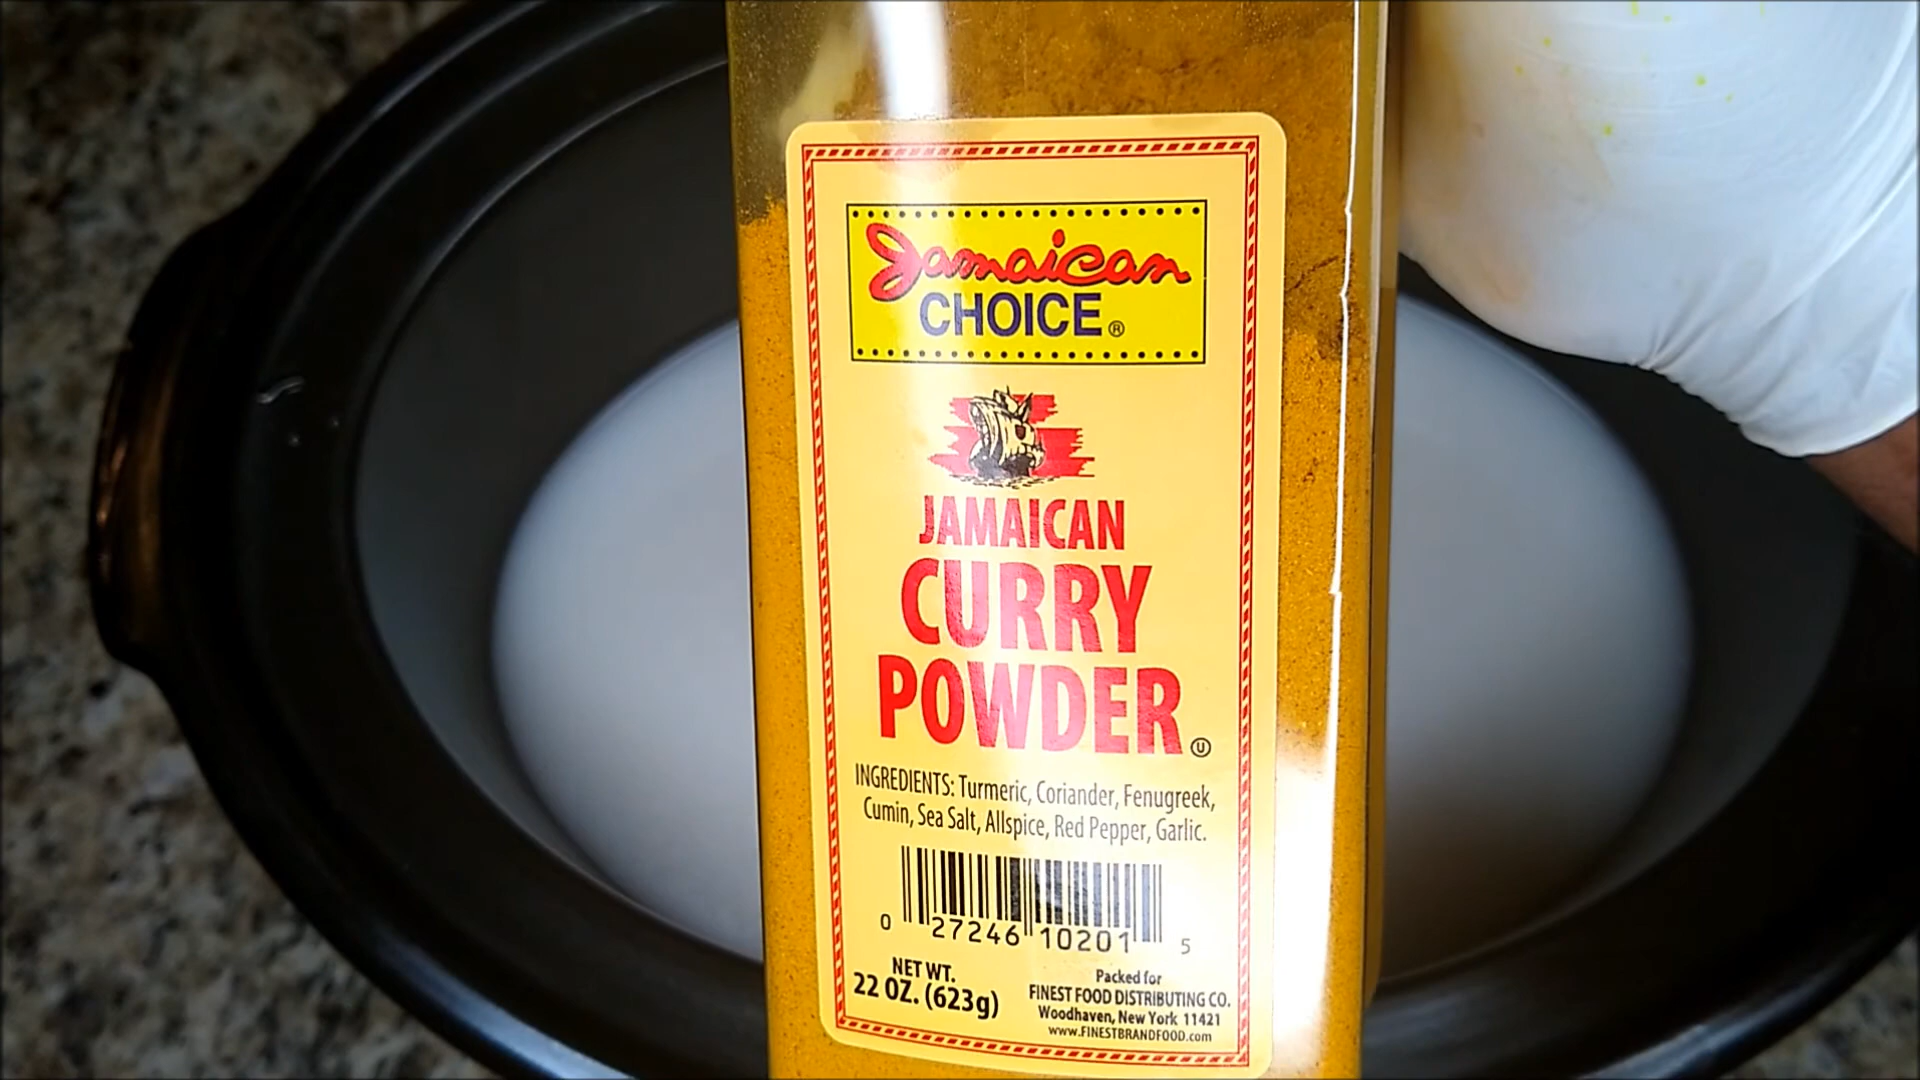 Jamaican
CHOICE®
JAMAICAN
CURRY
POWDER Ⓤ
INGREDIENTS: Turmeric, Coriander, Fenugreek,
Cumin, Sea Salt, Allspice, Red Pepper, Garlic.
0 27246 10201 5
NET WT.
22 OZ. (623g)
Packed for
FINEST FOOD DISTRIBUTING CO.
Woodhaven, New York 11421
www.FINESTBRANDFOOD.com